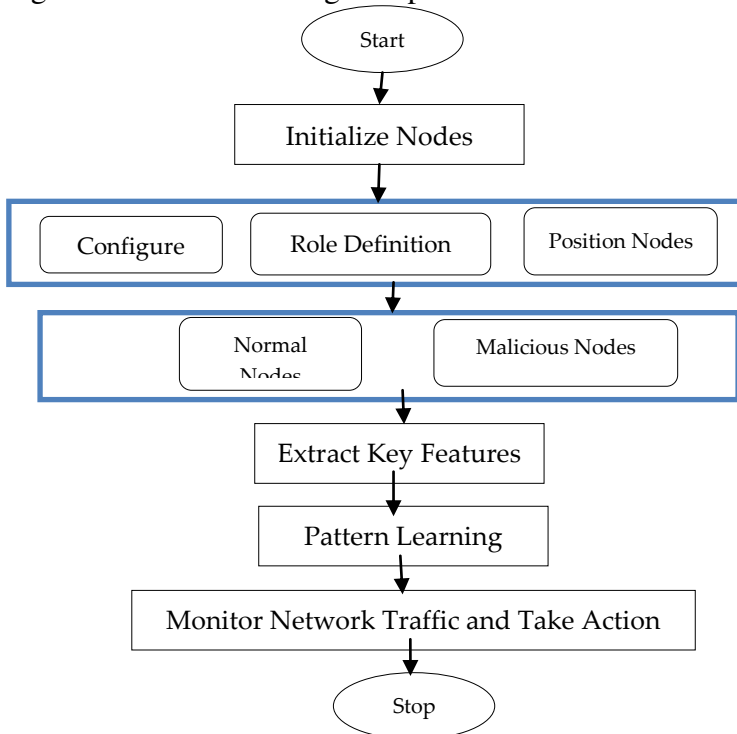 Start
Initialize Nodes
Configure
Role Definition
Position Nodes
Normal
Nodes
Malicious Nodes
Extract Key Features
Pattern Learning
Monitor Network Traffic and Take Action
Stop